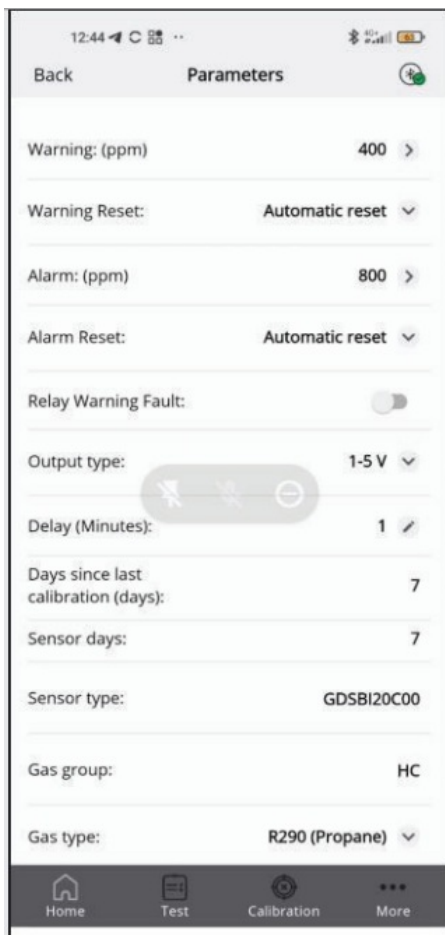 12:44
Back Parameters
Warning: (ppm) 400
Warning Reset: Automatic reset
Alarm: (ppm) 800
Alarm Reset: Automatic reset
Relay Warning Fault:
Output type: 1-5 V
Delay (Minutes): 1
Days since last
calibration (days): 7
Sensor days: 7
Sensor type: GDSBI20C00
Gas group: HC
Gas type: R290 (Propane)
Home Test Calibration More